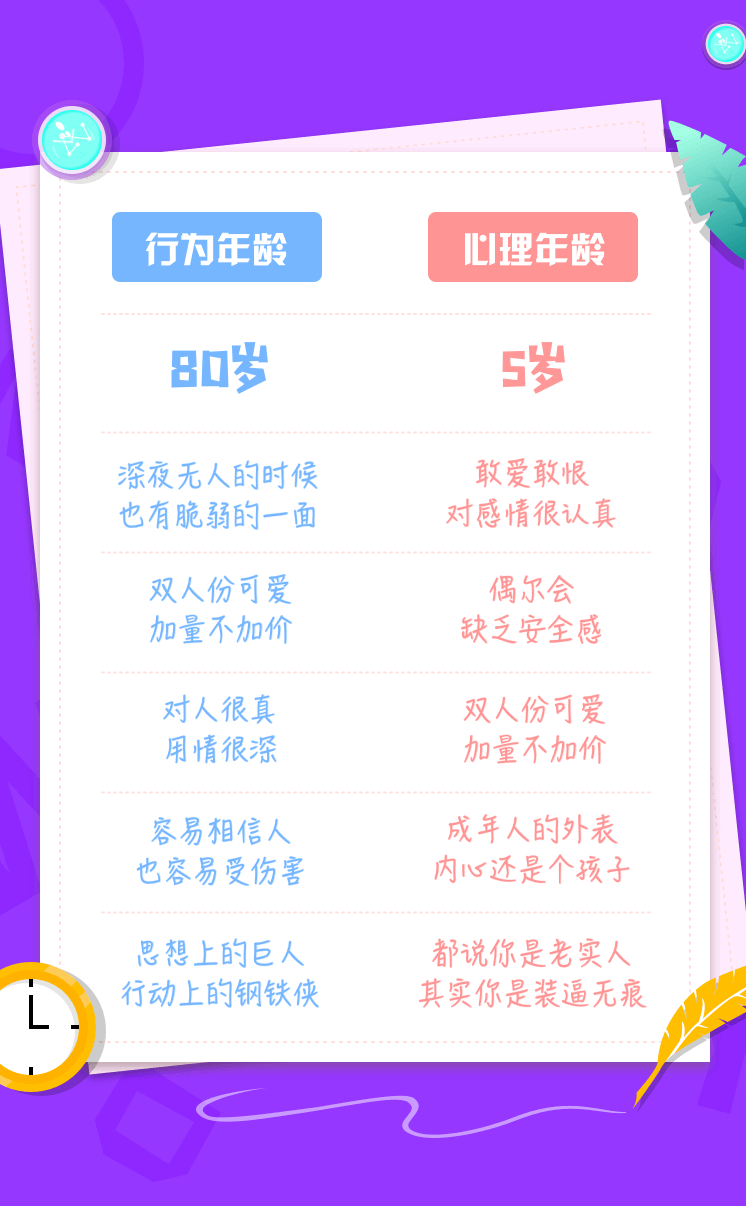 行为年龄
心理年龄
80岁
5岁
深夜无人的时候
也有脆弱的一面
敢爱敢恨
对感情很认真
双人份可爱
加量不加价
偶尔会
缺乏安全感
对人很真
用情很深
双人份可爱
加量不加价
容易相信人
也容易受伤害
成年人的外表
内心还是个孩子
思想上的巨人
行动上的钢铁侠
都说你是老实人
其实你是装逼无痕